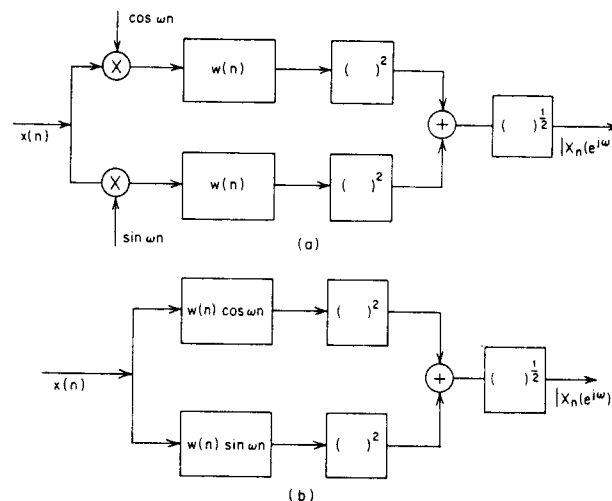 cos ωn
X
w(n)
( )²
x(n)
+
( )^½
|Xₙ(e^jω
X
w(n)
( )²
sin ωn
(a)
w(n) cos ωn
( )²
x(n)
+
( )^½
|Xₙ(e^jω)
w(n) sin ωn
( )²
(b)